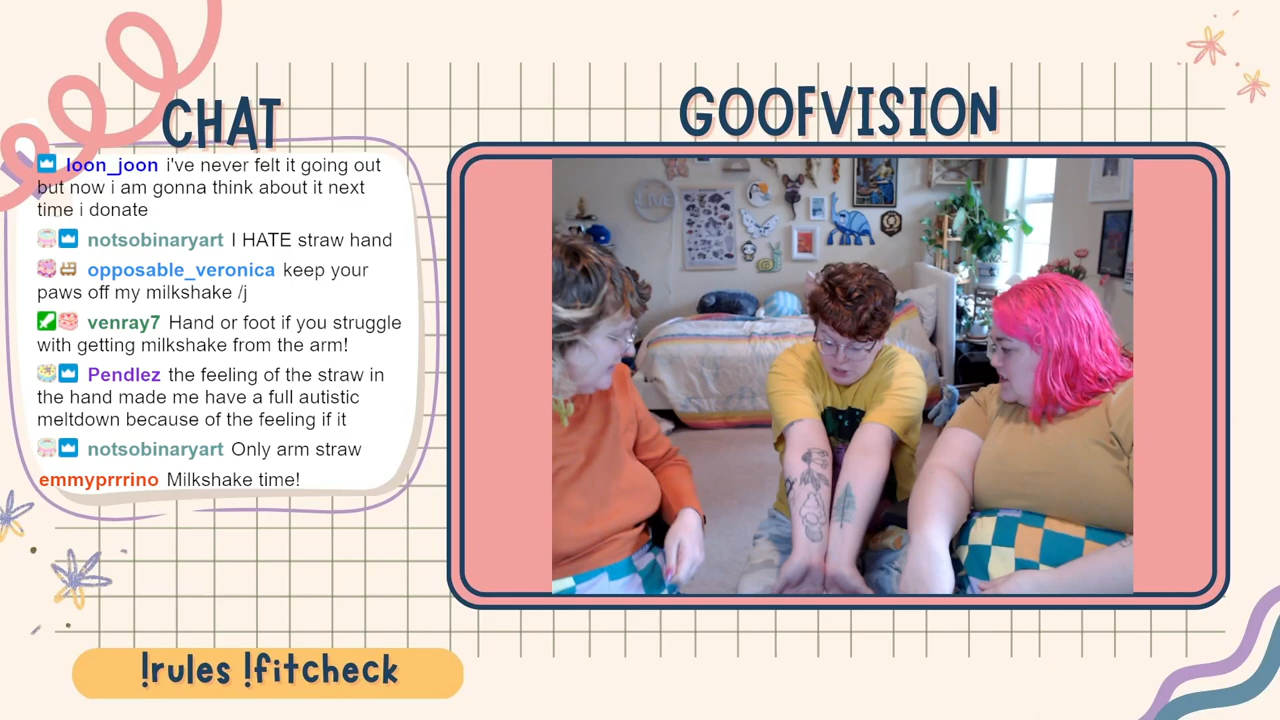 CHAT
GOOFVISION
loon_joon i've never felt it going out
but now i am gonna think about it next
time i donate
notsobinaryart I HATE straw hand
opposable_veronica keep your
paws off my milkshake /j
venray7 Hand or foot if you struggle
with getting milkshake from the arm!
Pendlez the feeling of the straw in
the hand made me have a full autistic
meltdown because of the feeling if it
notsobinaryart Only arm straw
emmyprrrino Milkshake time!
LIVE
!rules !fitcheck